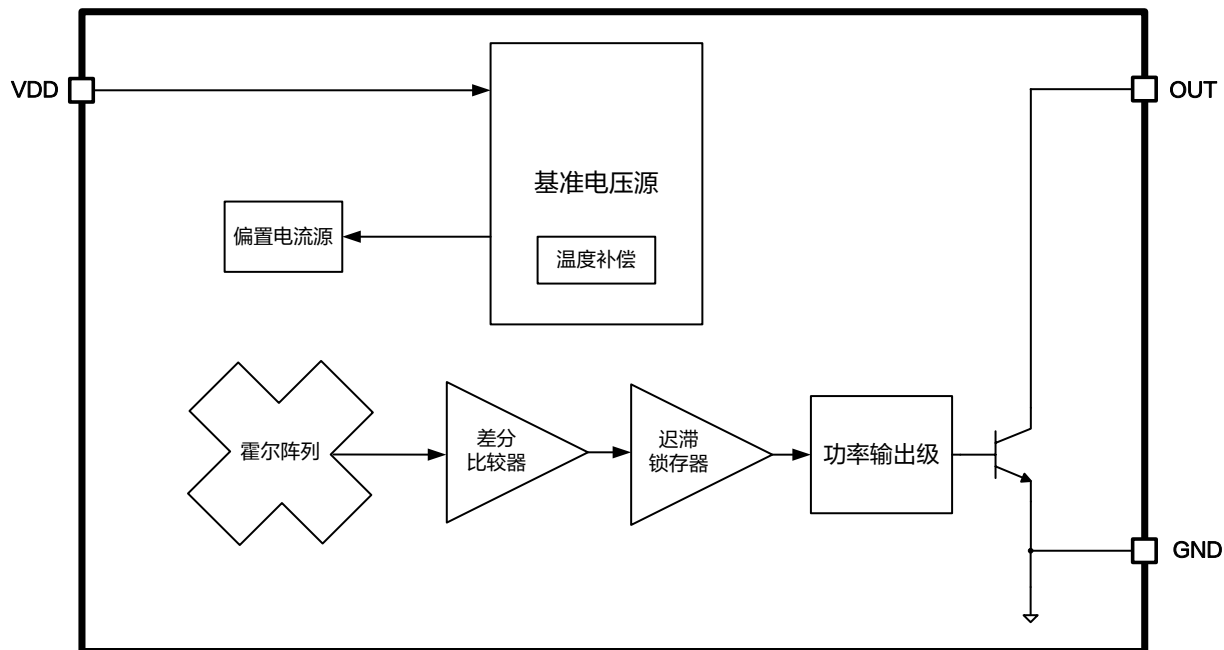 VDD
OUT
基准电压源
偏置电流源
温度补偿
霍尔阵列
差分
比较器
迟滞
锁存器
功率输出级
GND